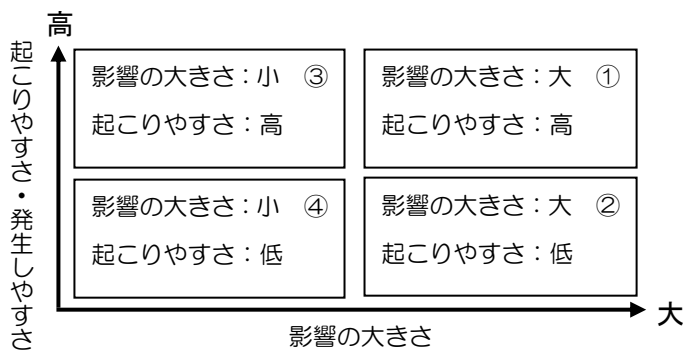 高
起こりやすさ・発生しやすさ
影響の大きさ：小　③
起こりやすさ：高
影響の大きさ：大　①
起こりやすさ：高
影響の大きさ：小　④
起こりやすさ：低
影響の大きさ：大　②
起こりやすさ：低
大
影響の大きさ